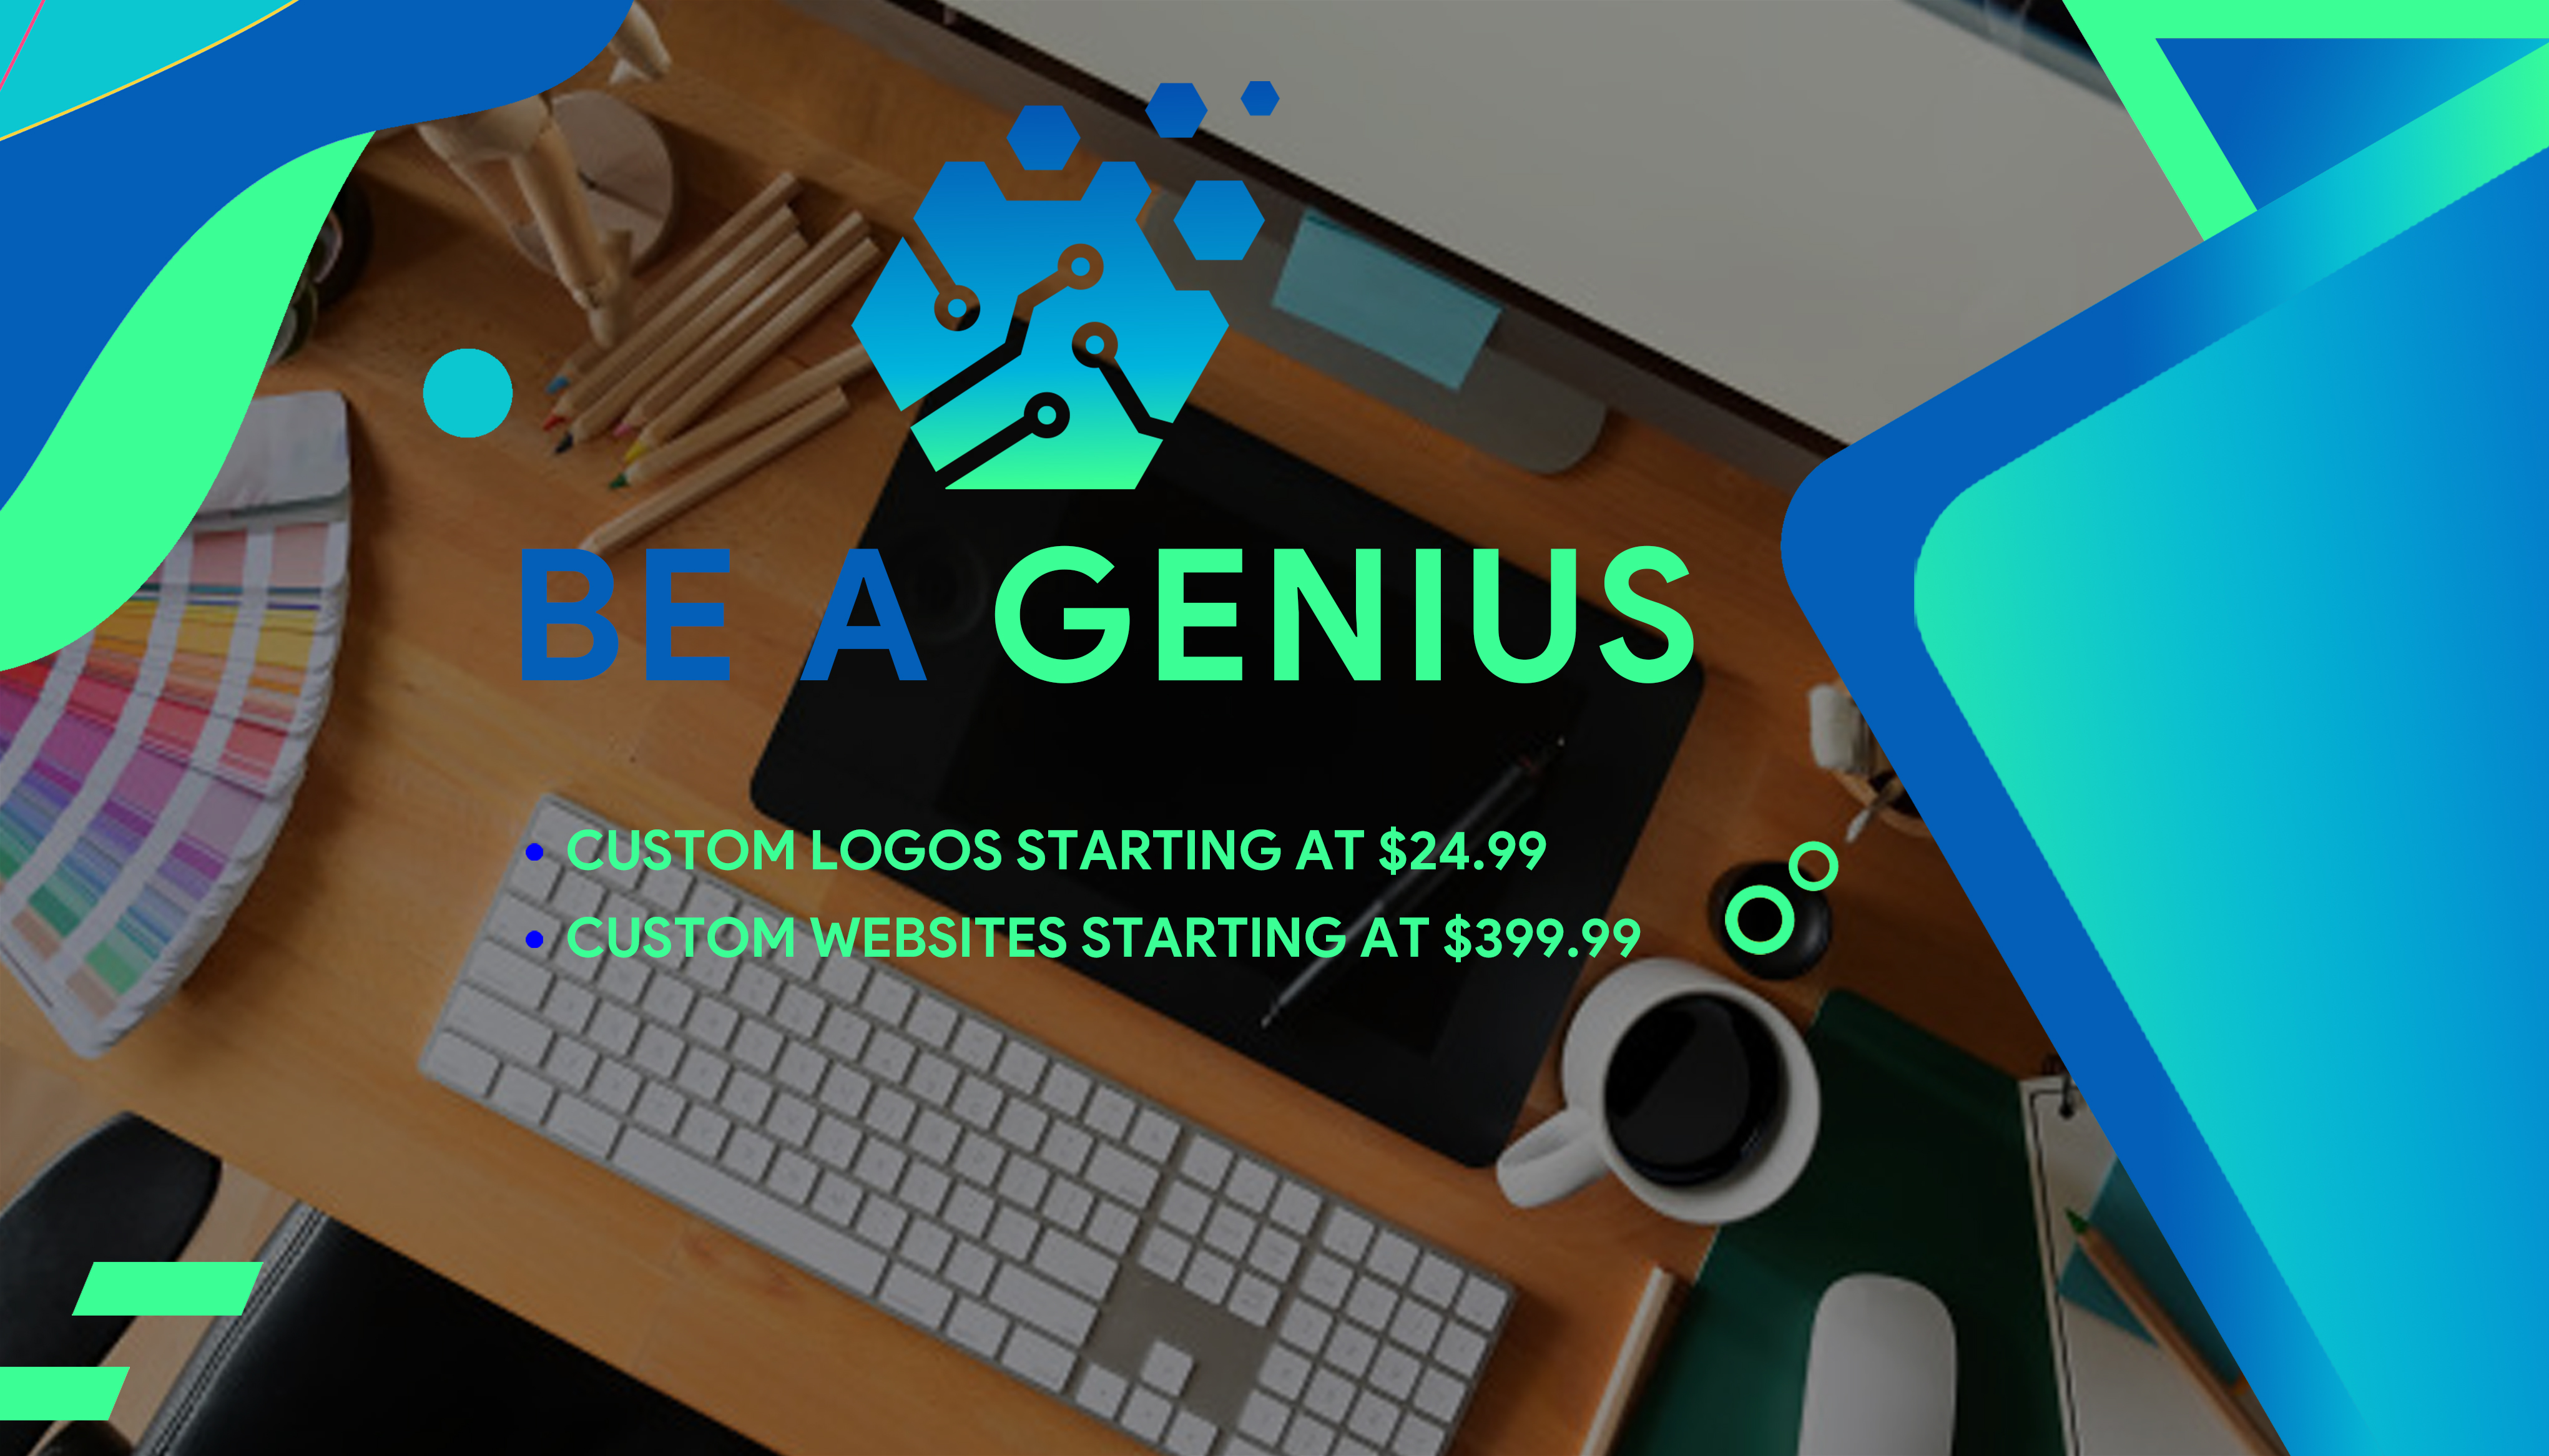 BE A GENIUS
• CUSTOM LOGOS STARTING AT $24.99
• CUSTOM WEBSITES STARTING AT $399.99